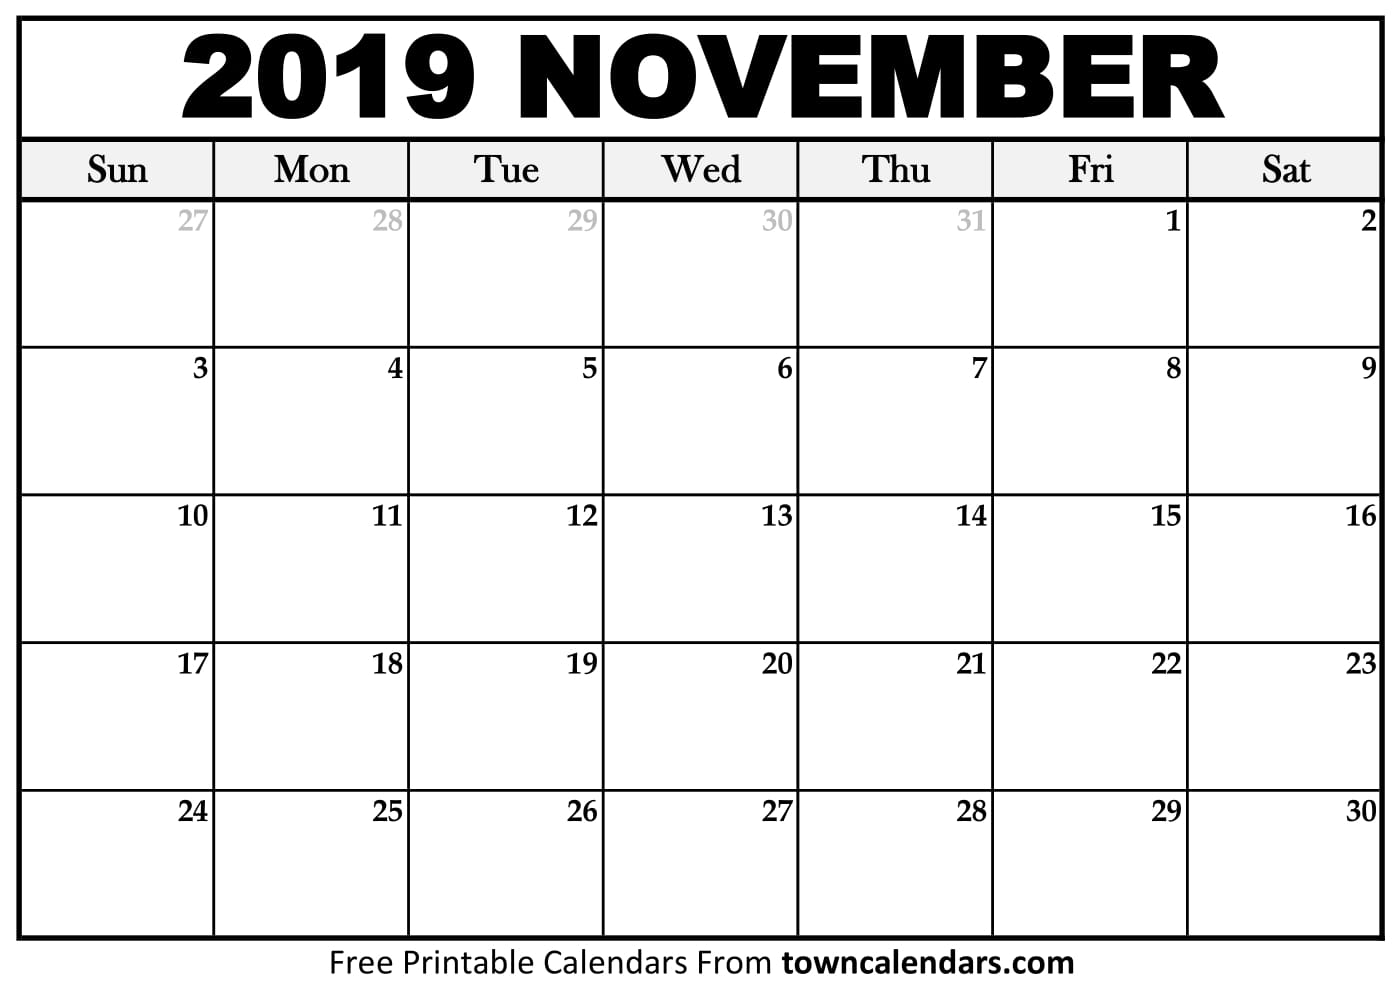 2019 NOVEMBER
Sun Mon Tue Wed Thu Fri Sat
27 28 29 30 31 1 2
3 4 5 6 7 8 9
10 11 12 13 14 15 16
17 18 19 20 21 22 23
24 25 26 27 28 29 30
Free Printable Calendars From towncalendars.com